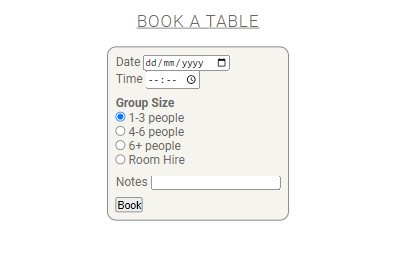 BOOK A TABLE
Date dd/mm/yyyy
Time --:--
Group Size
1-3 people
4-6 people
6+ people
Room Hire
Notes
Book